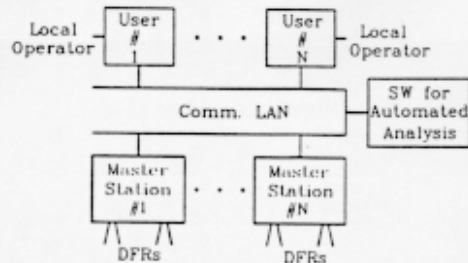 Local
Operator
User
#
1
. . .
User
#
N
Local
Operator
Comm. LAN
SW for
Automated
Analysis
Master
Station
#1
. . .
Master
Station
#N
DFRs
DFRs